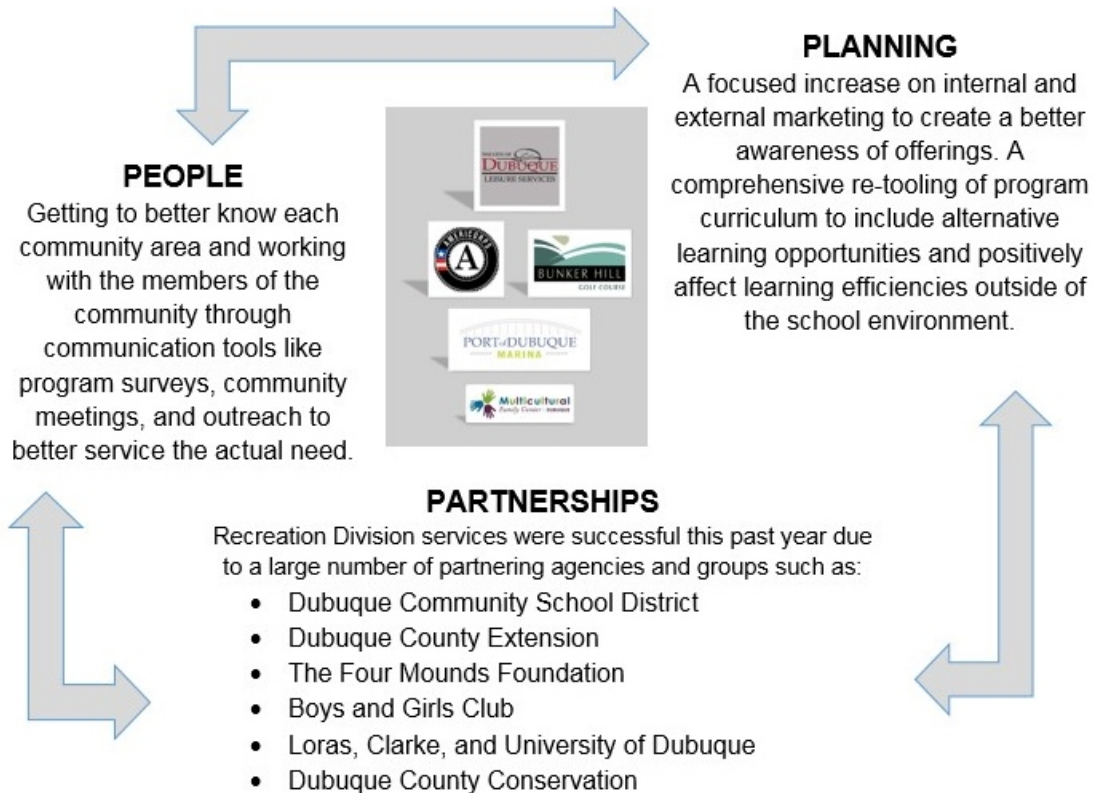 PLANNING
A focused increase on internal and
external marketing to create a better
awareness of offerings. A
comprehensive re-tooling of program
curriculum to include alternative
learning opportunities and positively
affect learning efficiencies outside of
the school environment.
PEOPLE
Getting to better know each
community area and working
with the members of the
community through
communication tools like
program surveys, community
meetings, and outreach to
better service the actual need.
THE CITY OF
DUBUQUE
LEISURE SERVICES
AMERICORPS
A
BUNKER HILL
GOLF COURSE
PORT of DUBUQUE
MARINA
Multicultural
Family Center DUBUQUE
PARTNERSHIPS
Recreation Division services were successful this past year due
to a large number of partnering agencies and groups such as:
• Dubuque Community School District
• Dubuque County Extension
• The Four Mounds Foundation
• Boys and Girls Club
• Loras, Clarke, and University of Dubuque
• Dubuque County Conservation